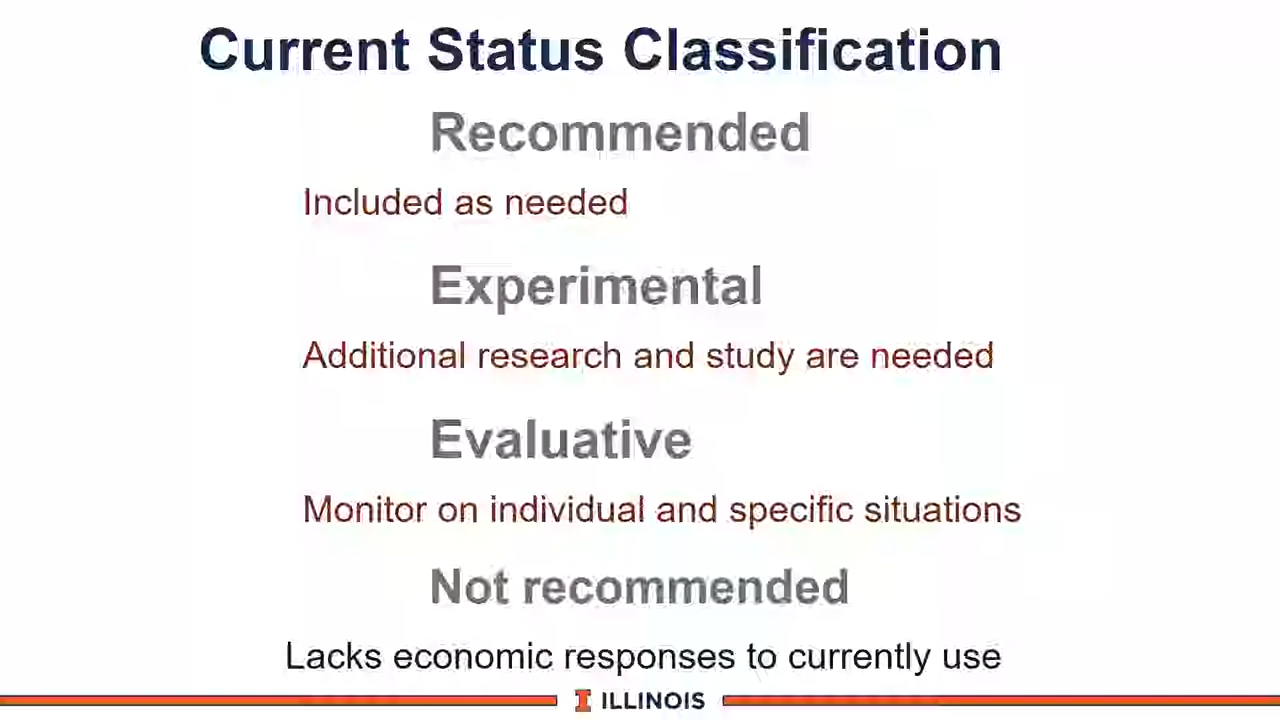 Current Status Classification
Recommended
Included as needed
Experimental
Additional research and study are needed
Evaluative
Monitor on individual and specific situations
Not recommended
Lacks economic responses to currently use
I ILLINOIS